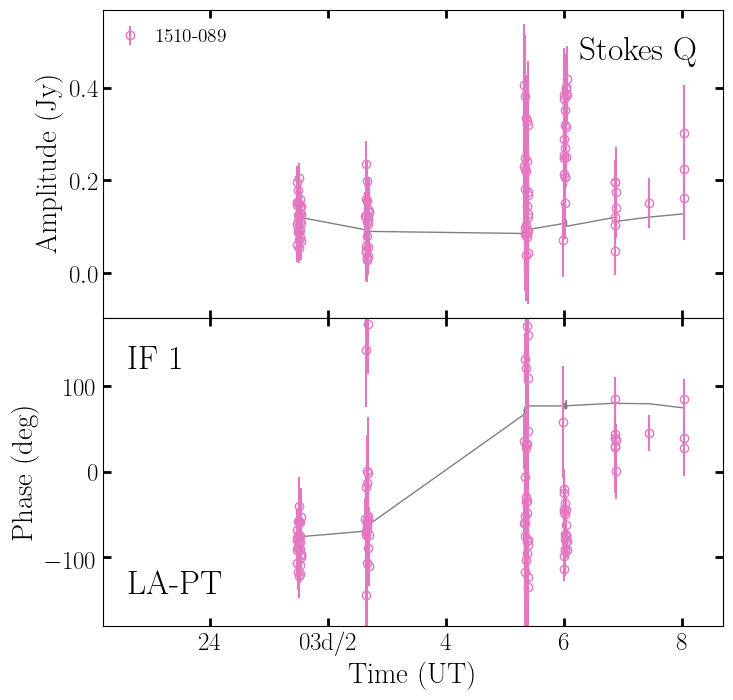 1510-089
Stokes Q
Amplitude (Jy)
0.4
0.2
0.0
IF 1
Phase (deg)
100
0
−100
LA-PT
24 03d/2 4 6 8
Time (UT)